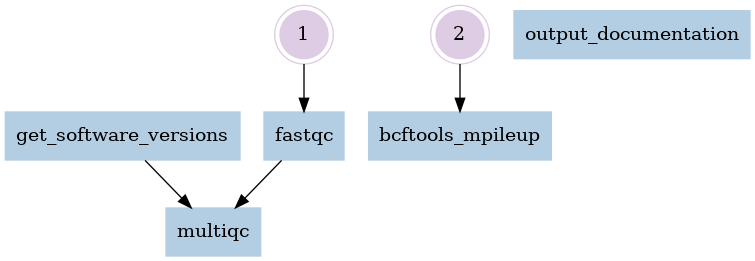 1
2
output_documentation
get_software_versions
fastqc
bcftools_mpileup
multiqc